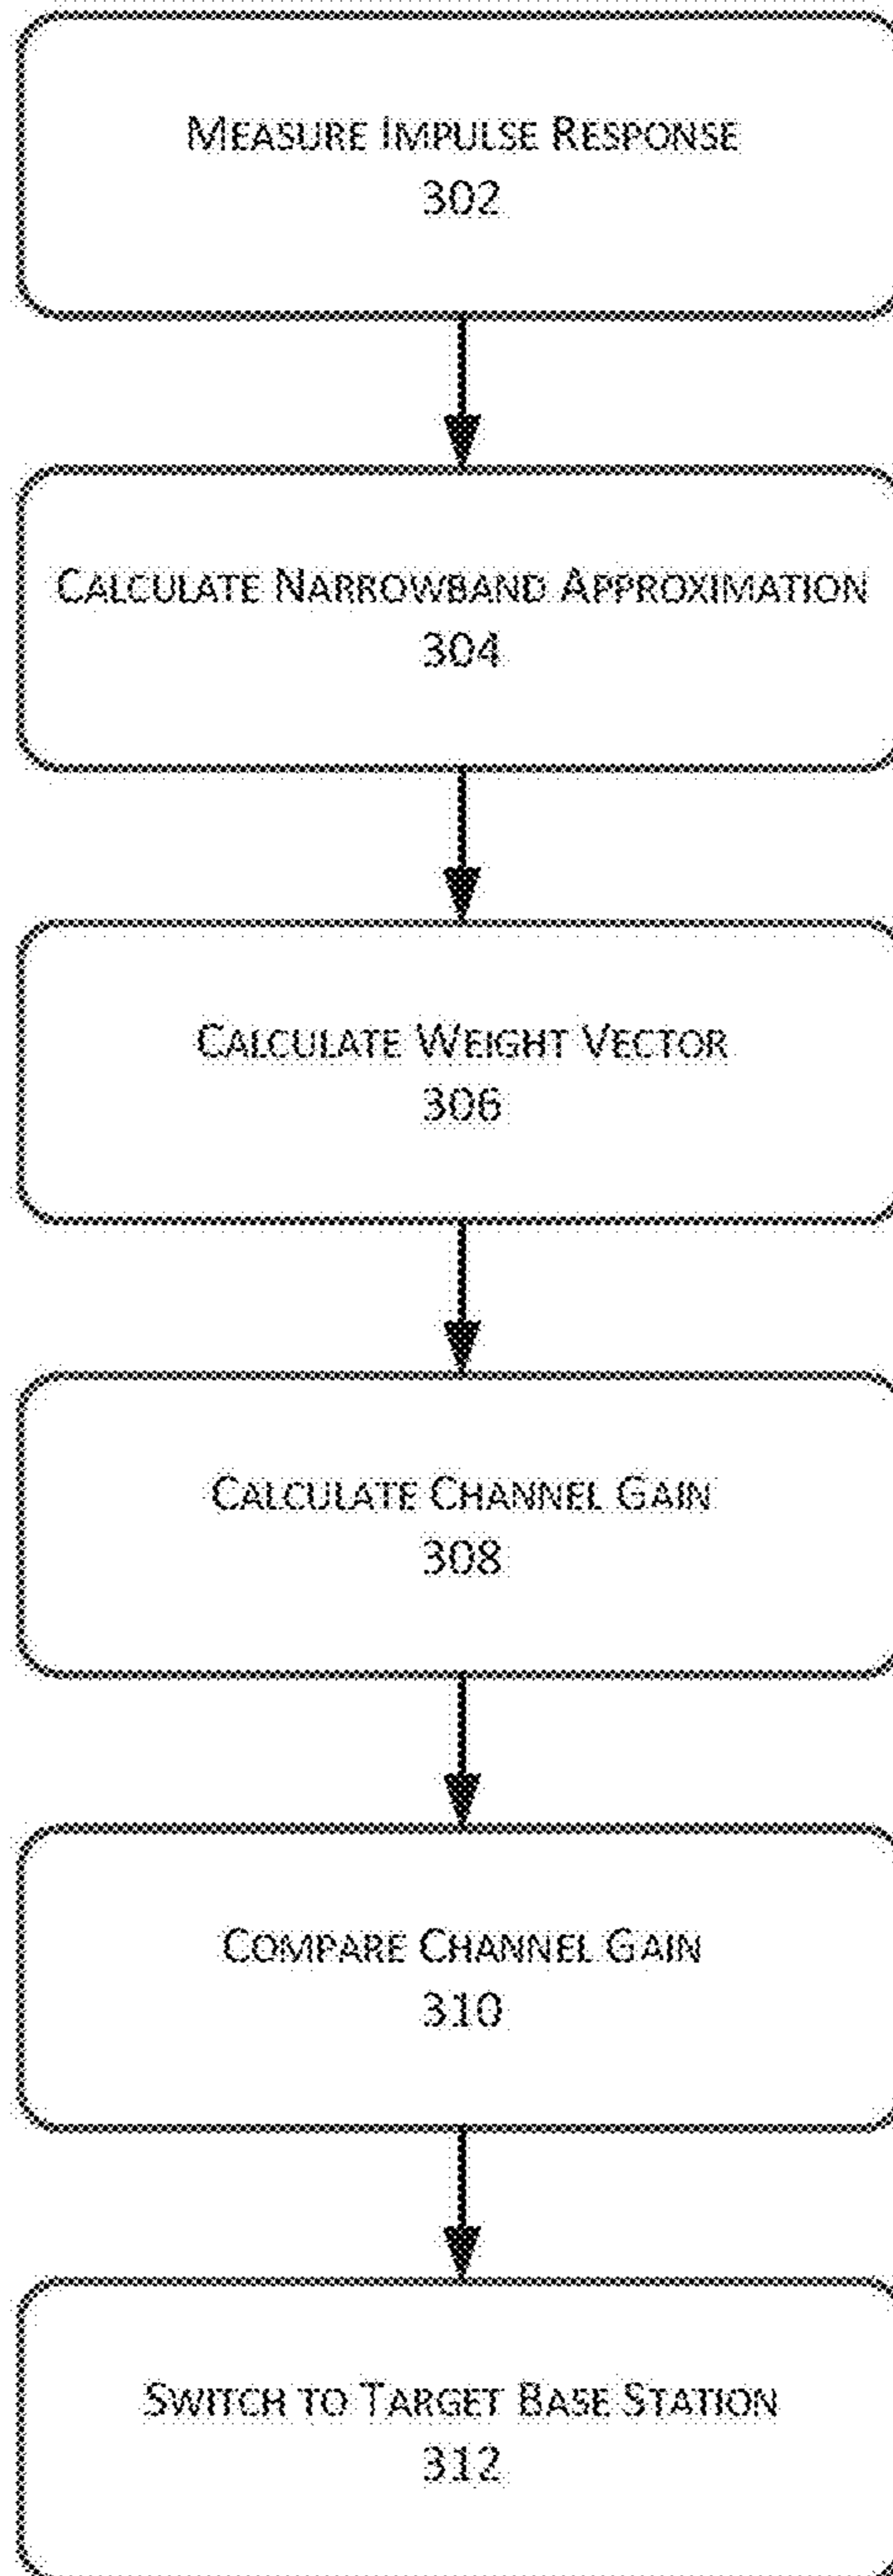 MEASURE IMPULSE RESPONSE
302
CALCULATE NARROWBAND APPROXIMATION
304
CALCULATE WEIGHT VECTOR
306
CALCULATE CHANNEL GAIN
308
COMPARE CHANNEL GAIN
310
SWITCH TO TARGET BASE STATION
312